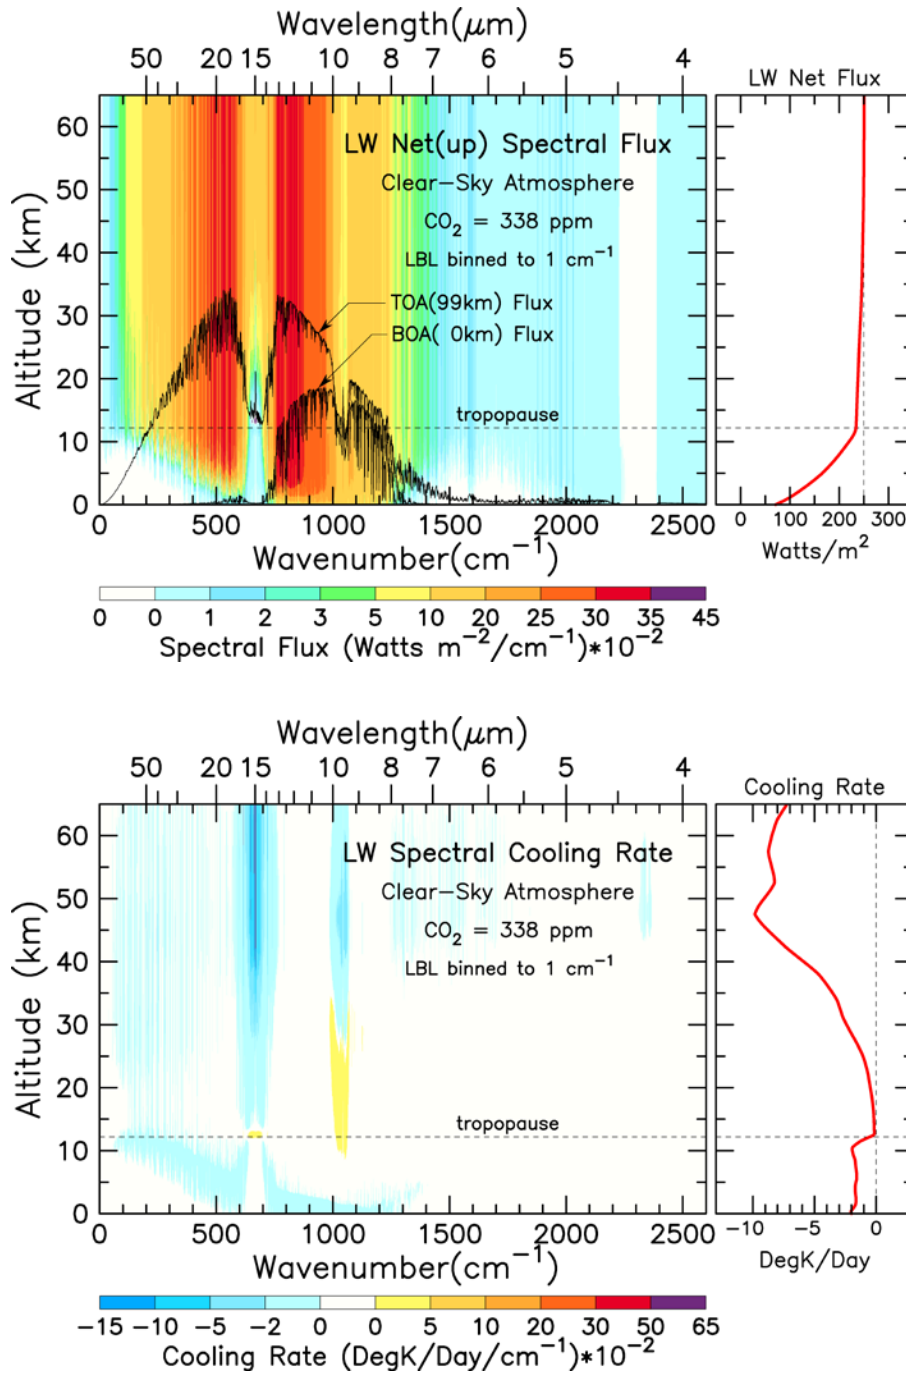 Wavelength(μm)
50 20 15 10 8 7 6 5 4
LW Net Flux
60
50
40
30
20
10
0
Altitude (km)
LW Net(up) Spectral Flux
Clear-Sky Atmosphere
CO₂ = 338 ppm
LBL binned to 1 cm⁻¹
TOA(99km) Flux
BOA( 0km) Flux
tropopause
0 500 1000 1500 2000 2500
0 100 200 300
Wavenumber(cm⁻¹)
Watts/m²
0 0 1 2 3 5 10 20 25 30 35 45
Spectral Flux (Watts m⁻²/cm⁻¹)*10⁻²
Wavelength(μm)
50 20 15 10 8 7 6 5 4
Cooling Rate
60
50
40
30
20
10
0
Altitude (km)
LW Spectral Cooling Rate
Clear-Sky Atmosphere
CO₂ = 338 ppm
LBL binned to 1 cm⁻¹
tropopause
0 500 1000 1500 2000 2500
-10 -5 0
Wavenumber(cm⁻¹)
DegK/Day
-15 -10 -5 -2 0 0 5 10 20 30 50 65
Cooling Rate (DegK/Day/cm⁻¹)*10⁻²